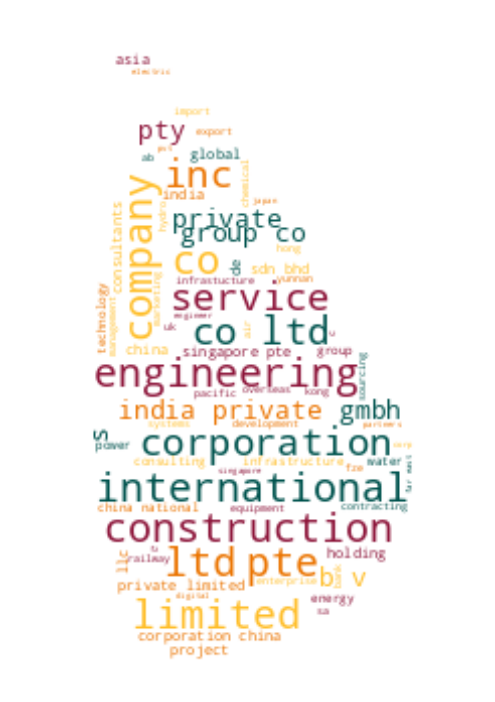 asia
electric
import
pty
export
pvt
ab
global
inc
india
chemical
company
hydro
japan
consultants
private
group co
hong
co
de
sdn bhd
infrastucture
yunnan
technology
management
marketing
service
engineer
uk
air
co ltd
china
singapore pte
group
engineering
sourcing
pacific
overseas
kong
india private
gmbh
systems
development
partners
s
power
corporation
corp
consulting
infrastructure
water
singapore
fze
far east
international
china national
equipment
contracting
construction
railway
holding
llc
ltd
pte
private limited
enterprise
bank
b v
digital
energy
sa
limited
corporation china
project